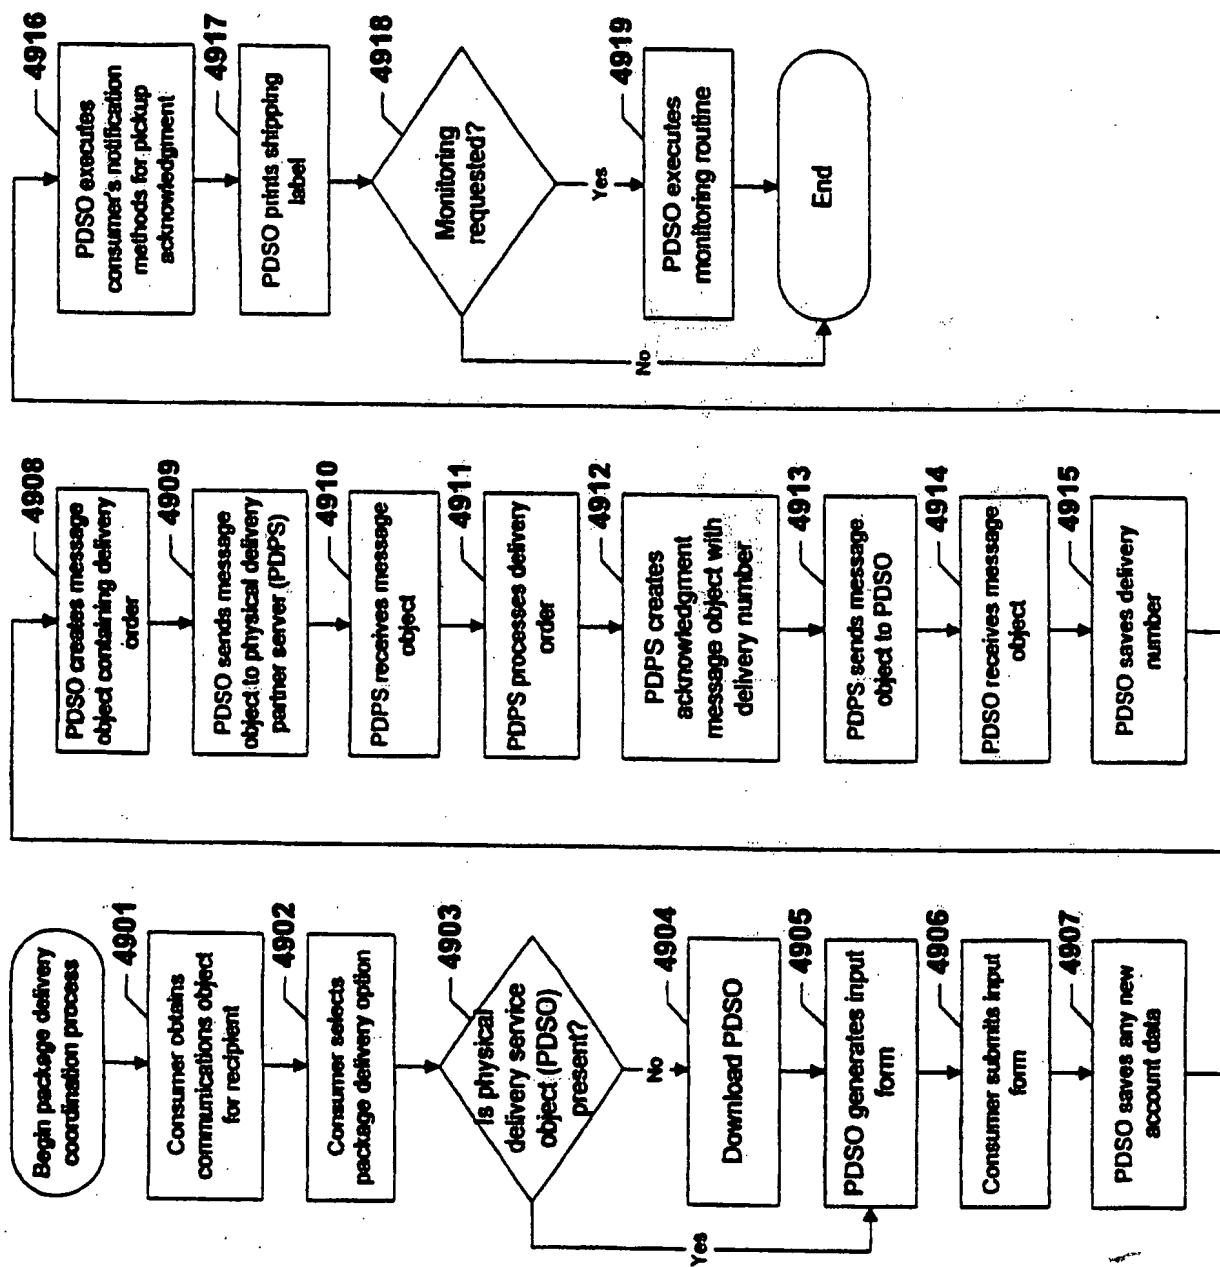 Begin package delivery
coordination process
4901
Consumer obtains
communications object
for recipient
4902
Consumer selects
package delivery option
4903
Is physical
delivery service
object (PDSO)
present?
No
Yes
4904
Download PDSO
4905
PDSO generates input
form
4906
Consumer submits input
form
4907
PDSO saves any new
account data
4908
PDSO creates message
object containing delivery
order
4909
PDSO sends message
object to physical delivery
partner server (PDPS)
4910
PDPS receives message
object
4911
PDPS processes delivery
order
4912
PDPS creates
acknowledgment
message object with
delivery number
4913
PDPS sends message
object to PDSO
4914
PDSO receives message
object
4915
PDSO saves delivery
number
4916
PDSO executes
consumer's notification
methods for pickup
acknowledgment
4917
PDSO prints shipping
label
4918
Monitoring
requested?
Yes
No
4919
PDSO executes
monitoring routine
End